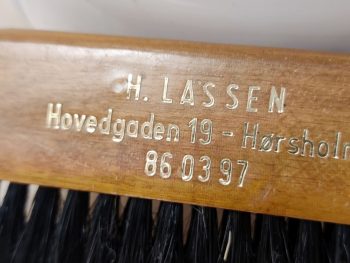 H. LASSEN
Hovedgaden 19 - Hørsholm
86 03 97